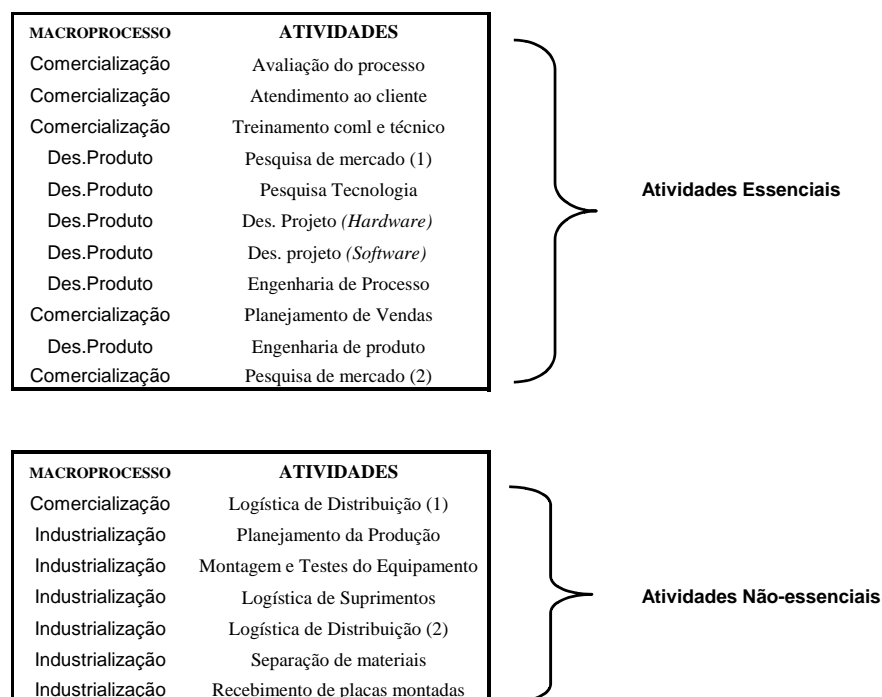 MACROPROCESSO ATIVIDADES
Comercialização Avaliação do processo
Comercialização Atendimento ao cliente
Comercialização Treinamento coml e técnico
Des.Produto Pesquisa de mercado (1)
Des.Produto Pesquisa Tecnologia
Des.Produto Des. Projeto (Hardware)
Des.Produto Des. projeto (Software)
Des.Produto Engenharia de Processo
Comercialização Planejamento de Vendas
Des.Produto Engenharia de produto
Comercialização Pesquisa de mercado (2)
Atividades Essenciais
MACROPROCESSO ATIVIDADES
Comercialização Logística de Distribuição (1)
Industrialização Planejamento da Produção
Industrialização Montagem e Testes do Equipamento
Industrialização Logística de Suprimentos
Industrialização Logística de Distribuição (2)
Industrialização Separação de materiais
Industrialização Recebimento de placas montadas
Atividades Não-essenciais